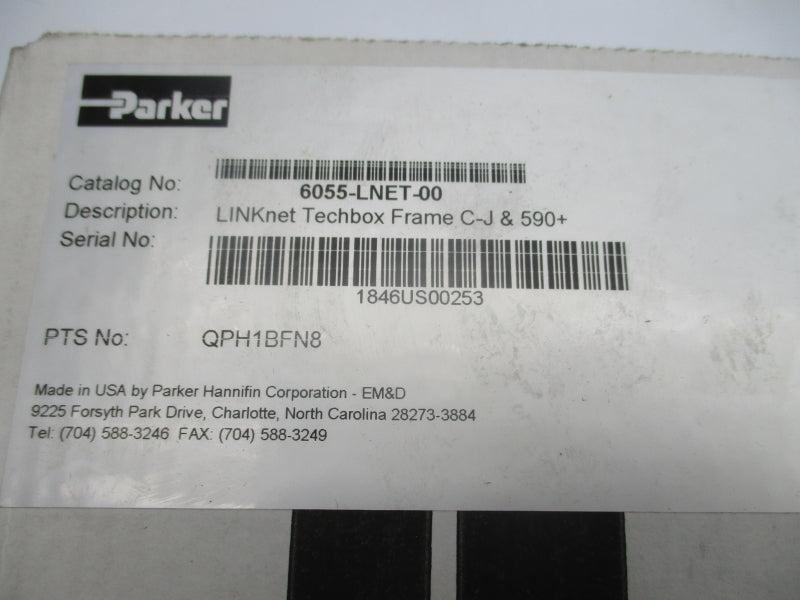 Parker
Catalog No: 6055-LNET-00
Description: LINKnet Techbox Frame C-J & 590+
Serial No: 1846US00253
PTS No: QPH1BFN8
Made in USA by Parker Hannifin Corporation - EM&D
9225 Forsyth Park Drive, Charlotte, North Carolina 28273-3884
Tel: (704) 588-3246 FAX: (704) 588-3249